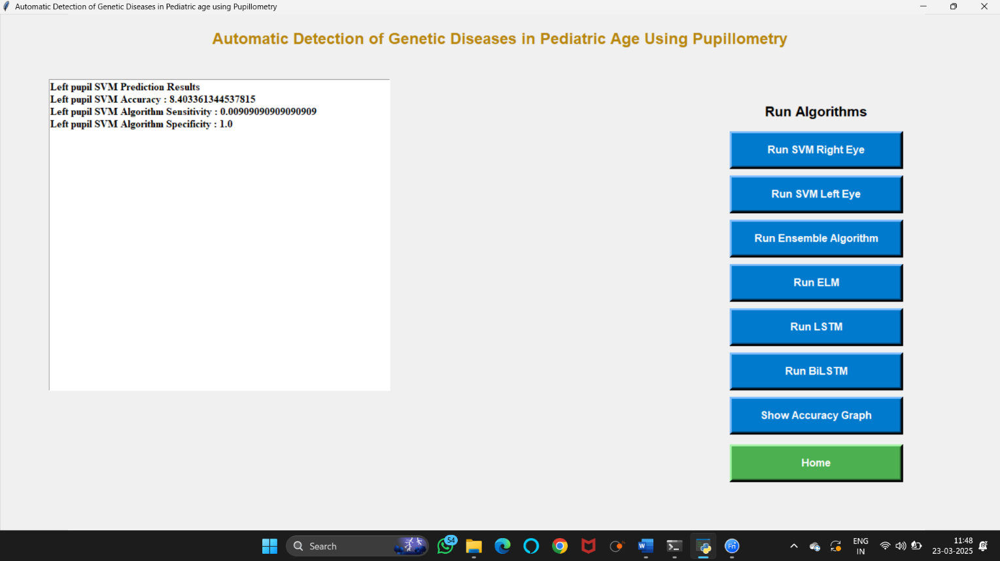 Automatic Detection of Genetic Diseases in Pediatric age using Pupillometry
Automatic Detection of Genetic Diseases in Pediatric Age Using Pupillometry
Left pupil SVM Prediction Results
Left pupil SVM Accuracy : 8.403361344537815
Left pupil SVM Algorithm Sensitivity : 0.00909090909090909
Left pupil SVM Algorithm Specificity : 1.0
Run Algorithms
Run SVM Right Eye
Run SVM Left Eye
Run Ensemble Algorithm
Run ELM
Run LSTM
Run BiLSTM
Show Accuracy Graph
Home
Search
54
W
Fn
ENG
IN
11:48
23-03-2025